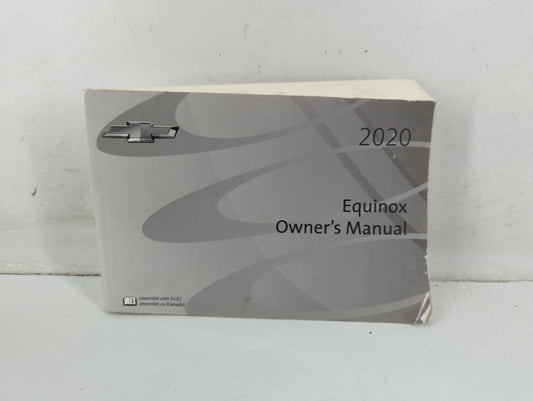 2020
Equinox
Owner's Manual
chevrolet.com (U.S.)
chevrolet.ca (Canada)